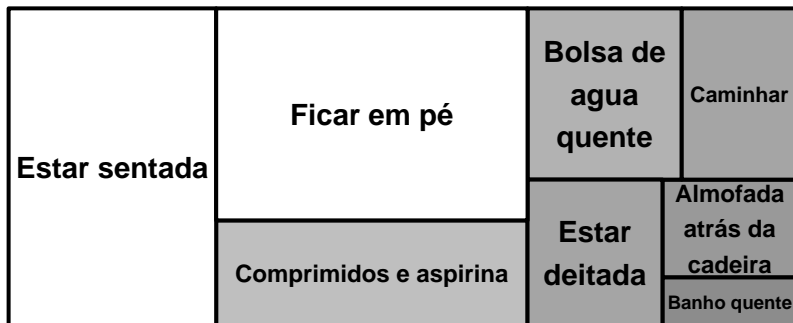 Estar sentada
Ficar em pé
Comprimidos e aspirina
Bolsa de
agua
quente
Caminhar
Estar
deitada
Almofada
atrás da
cadeira
Banho quente